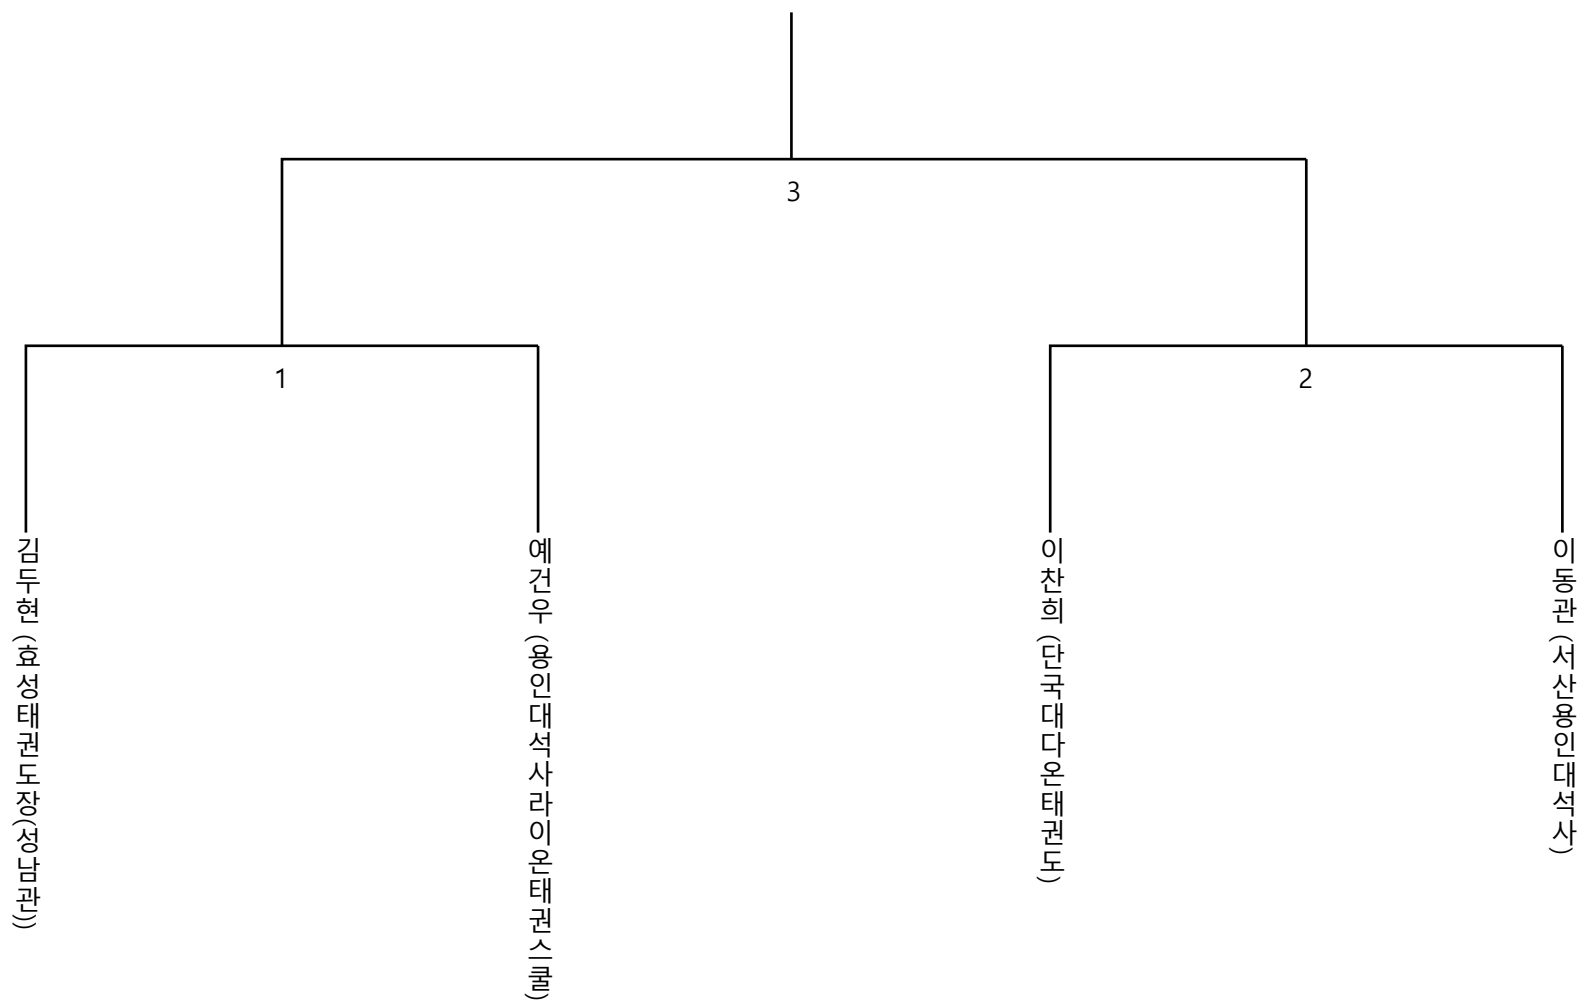 3
1
2
김두현 (효성태권도장(성남관))
예건우 (용인대석사라이온태권스쿨)
이찬희 (단국대다온태권도)
이동관 (서산용인대석사)